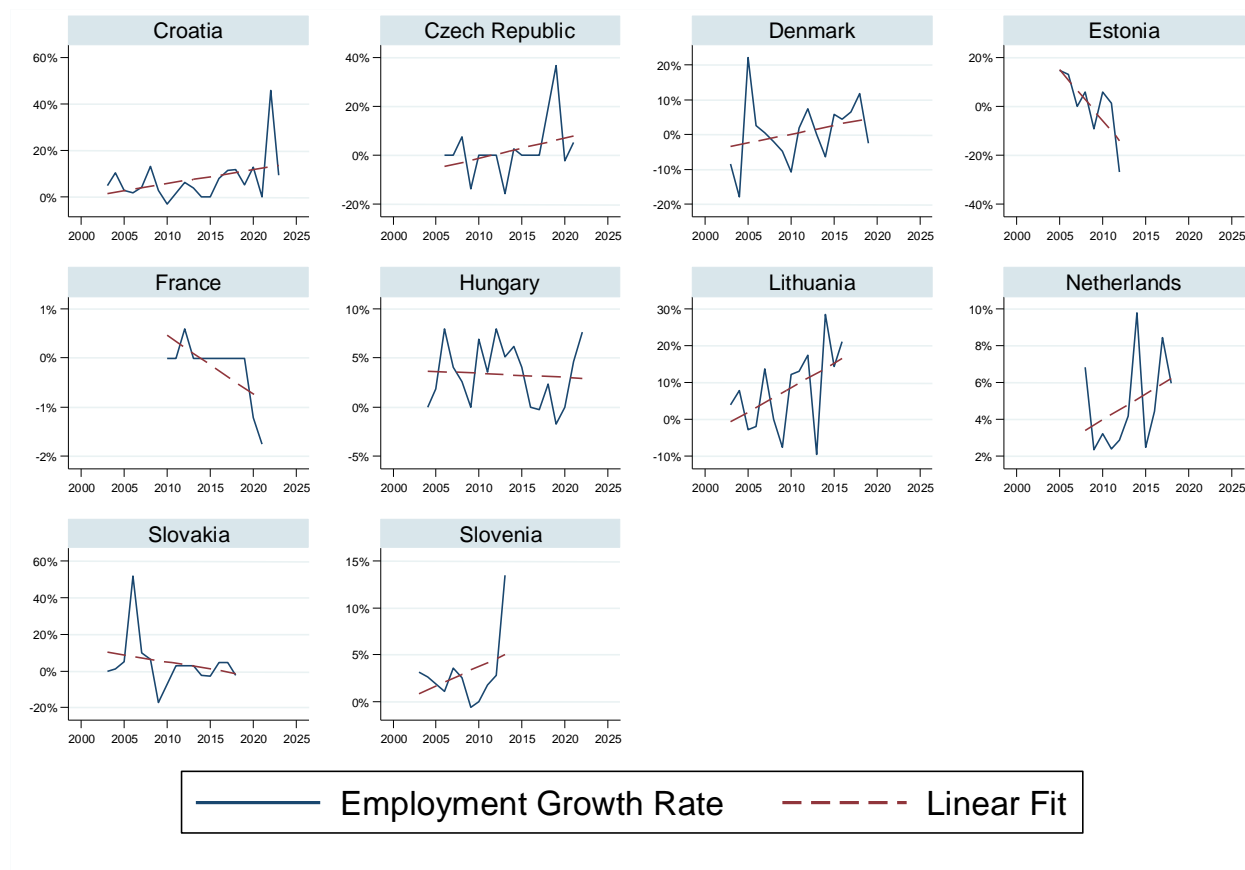 Croatia
60%
40%
20%
0%
2000 2005 2010 2015 2020 2025
Czech Republic
40%
20%
0%
-20%
2000 2005 2010 2015 2020 2025
Denmark
20%
10%
0%
-10%
-20%
2000 2005 2010 2015 2020 2025
Estonia
20%
0%
-20%
-40%
2000 2005 2010 2015 2020 2025
France
1%
0%
-1%
-2%
2000 2005 2010 2015 2020 2025
Hungary
10%
5%
0%
-5%
2000 2005 2010 2015 2020 2025
Lithuania
30%
20%
10%
0%
-10%
2000 2005 2010 2015 2020 2025
Netherlands
10%
8%
6%
4%
2%
2000 2005 2010 2015 2020 2025
Slovakia
60%
40%
20%
0%
-20%
2000 2005 2010 2015 2020 2025
Slovenia
15%
10%
5%
0%
2000 2005 2010 2015 2020 2025
Employment Growth Rate Linear Fit